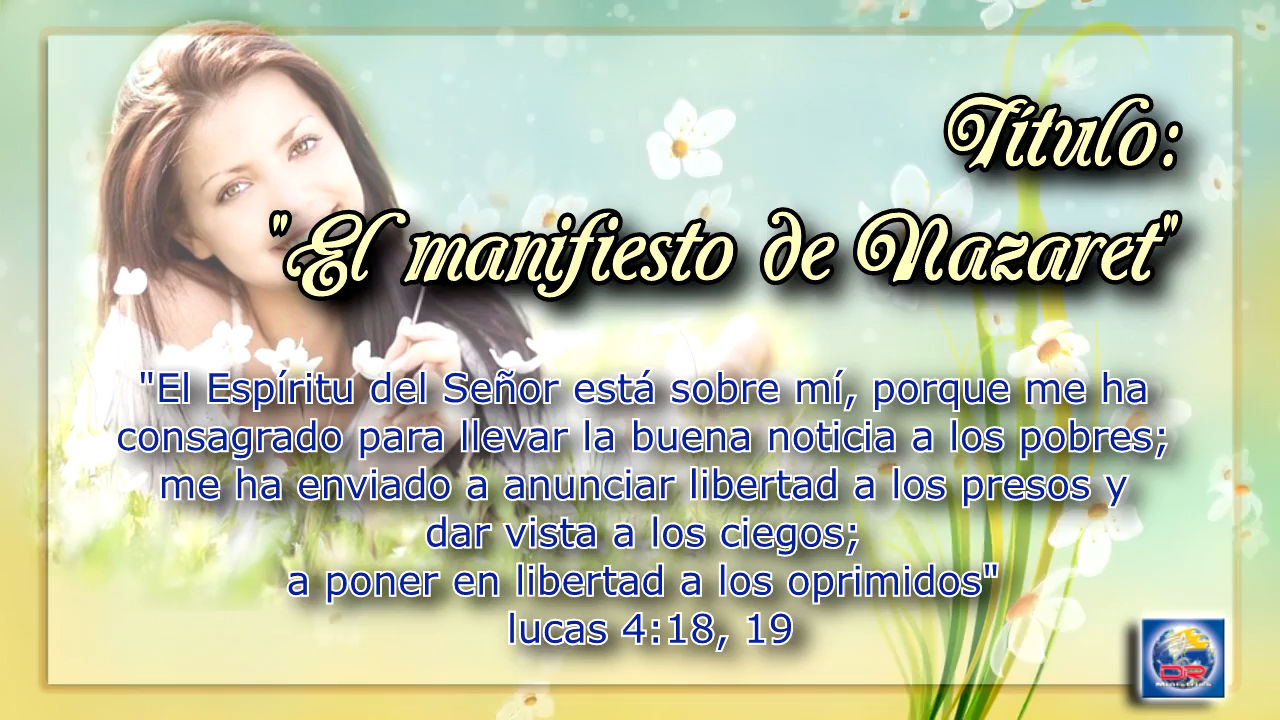 Título:
"El manifiesto de Nazaret"
"El Espíritu del Señor está sobre mí, porque me ha
consagrado para llevar la buena noticia a los pobres;
me ha enviado a anunciar libertad a los presos y
dar vista a los ciegos;
a poner en libertad a los oprimidos"
lucas 4:18, 19
DR
Ministries